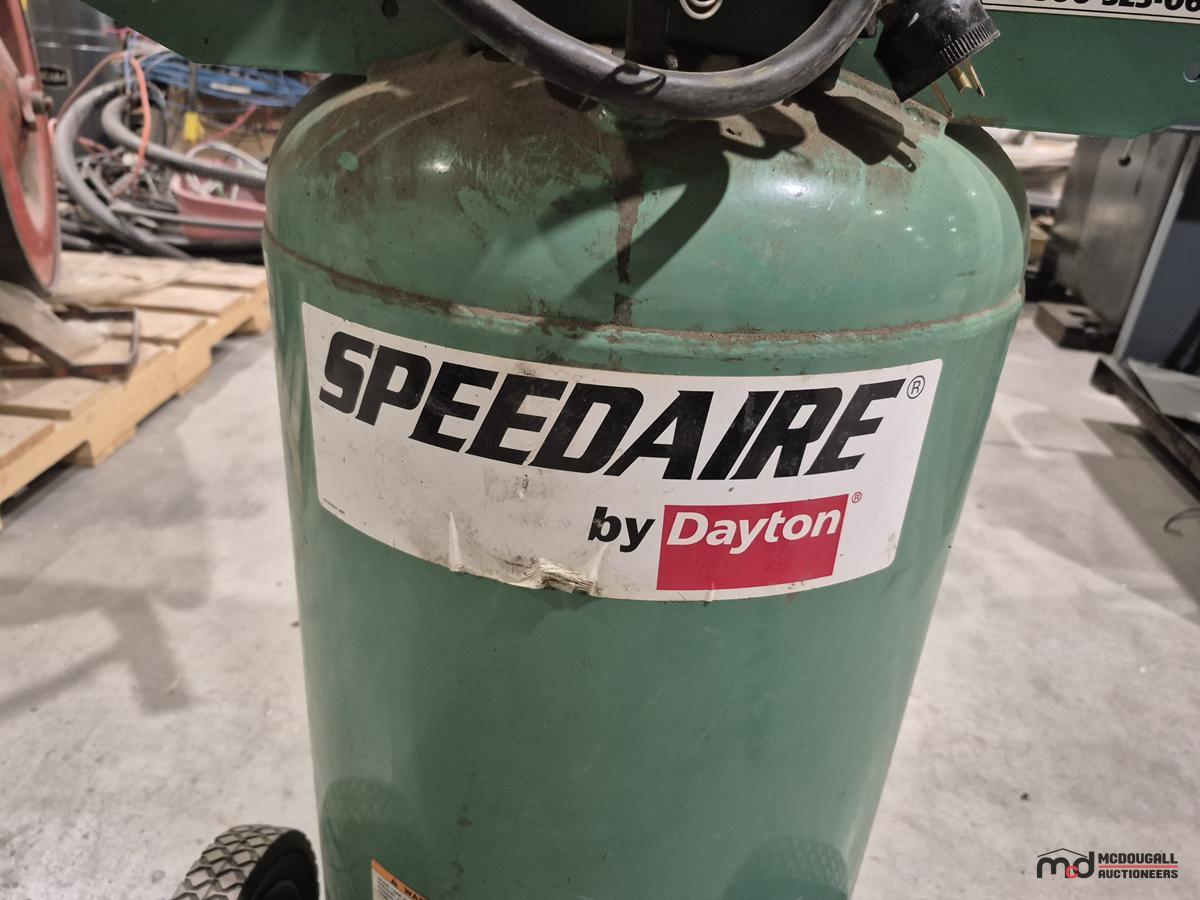 SPEEDAIRE®
by Dayton®
MCDOUGALL
AUCTIONEERS